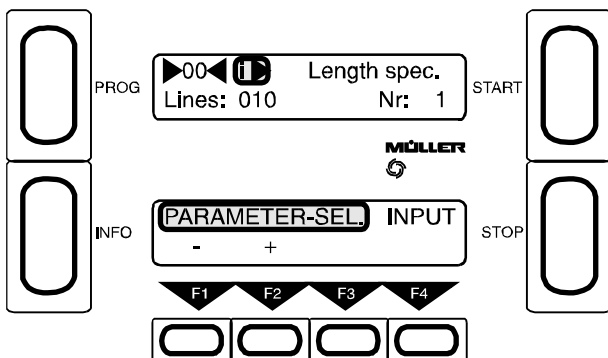 ▶00◀ i▶ Length spec.
PROG
START
Lines: 010 Nr: 1
MÜLLER
PARAMETER-SEL. INPUT
INFO
STOP
- +
F1 F2 F3 F4